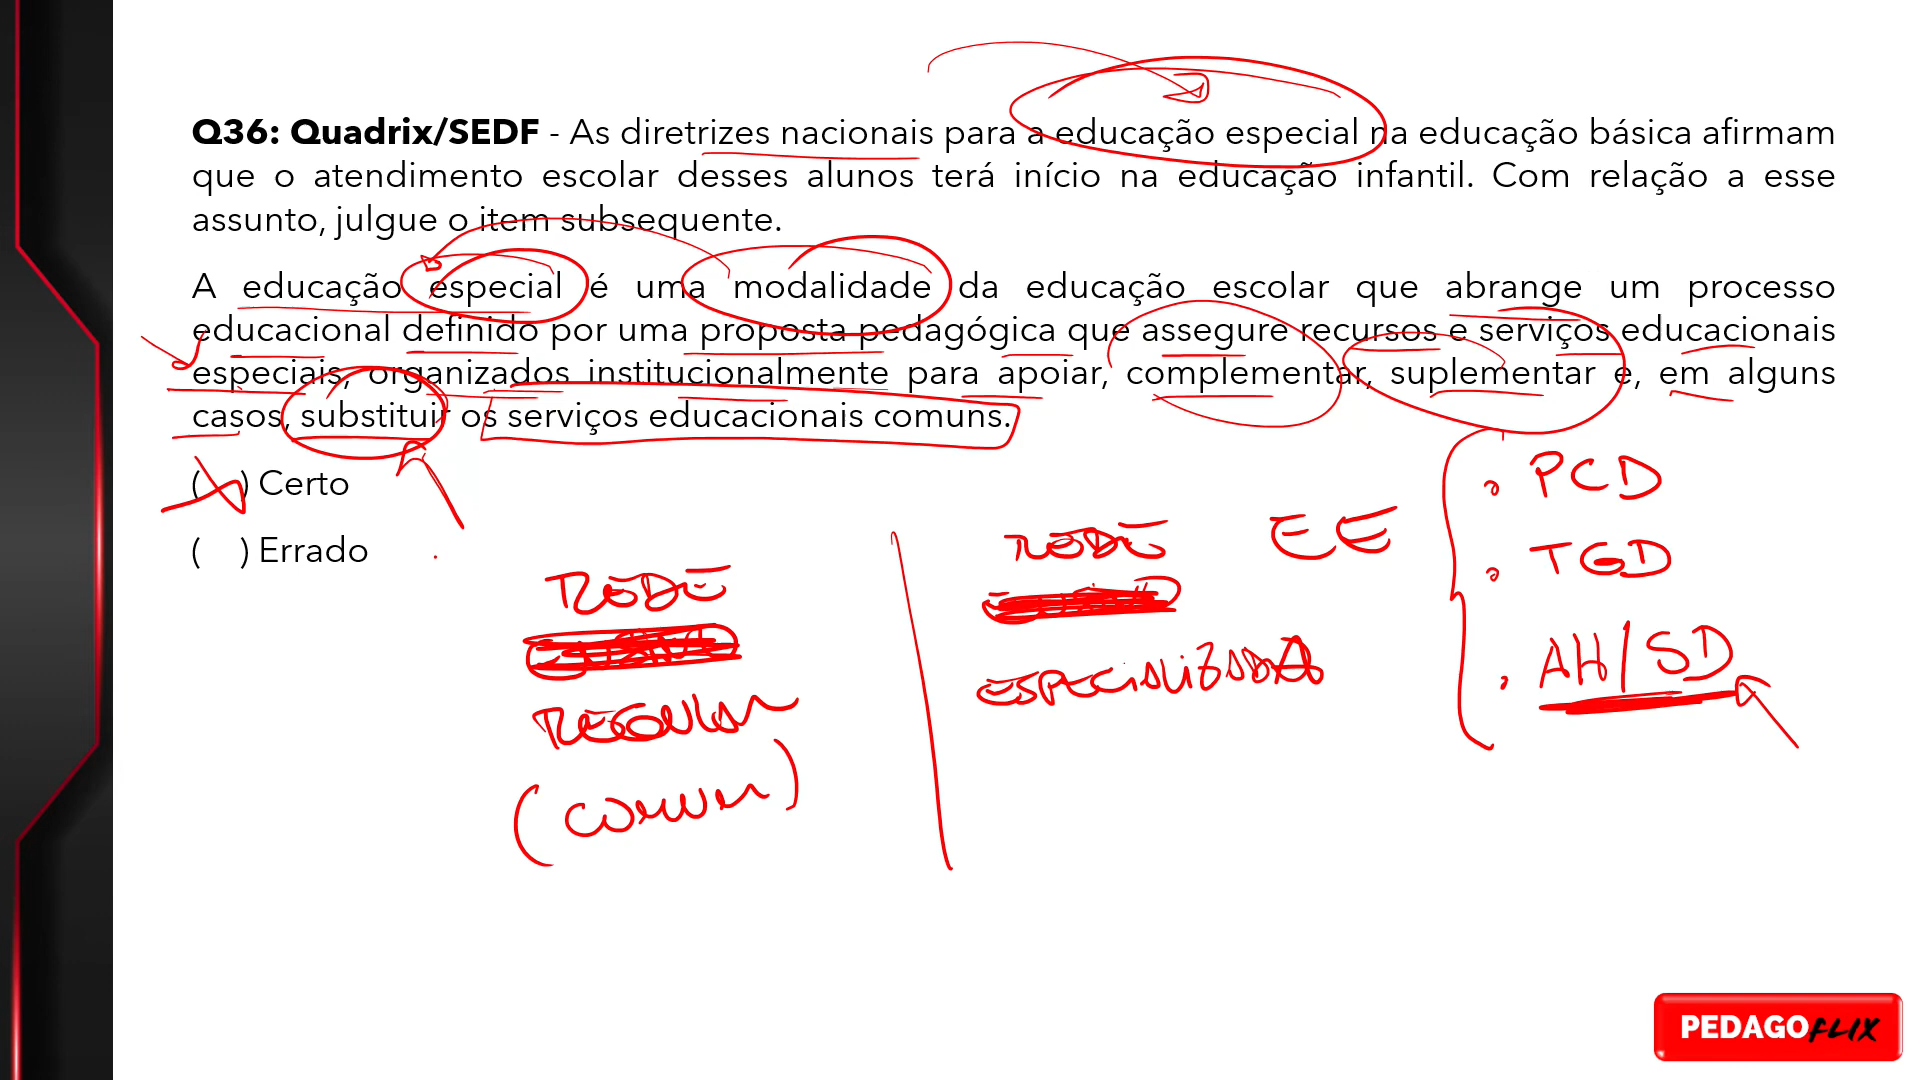 Q36: Quadrix/SEDF - As diretrizes nacionais para a educação especial na educação básica afirmam
que o atendimento escolar desses alunos terá início na educação infantil. Com relação a esse
assunto, julgue o item subsequente.
A educação especial é uma modalidade da educação escolar que abrange um processo
educacional definido por uma proposta pedagógica que assegure recursos e serviços educacionais
especiais, organizados institucionalmente para apoiar, complementar, suplementar e, em alguns
casos, substituir os serviços educacionais comuns.
( ) Certo
( ) Errado
REDE
REGULAR
(COMUM)
REDE
ESPECIALIZADA
EE
PCD
TGD
AH/SD
PEDAGOFLIX